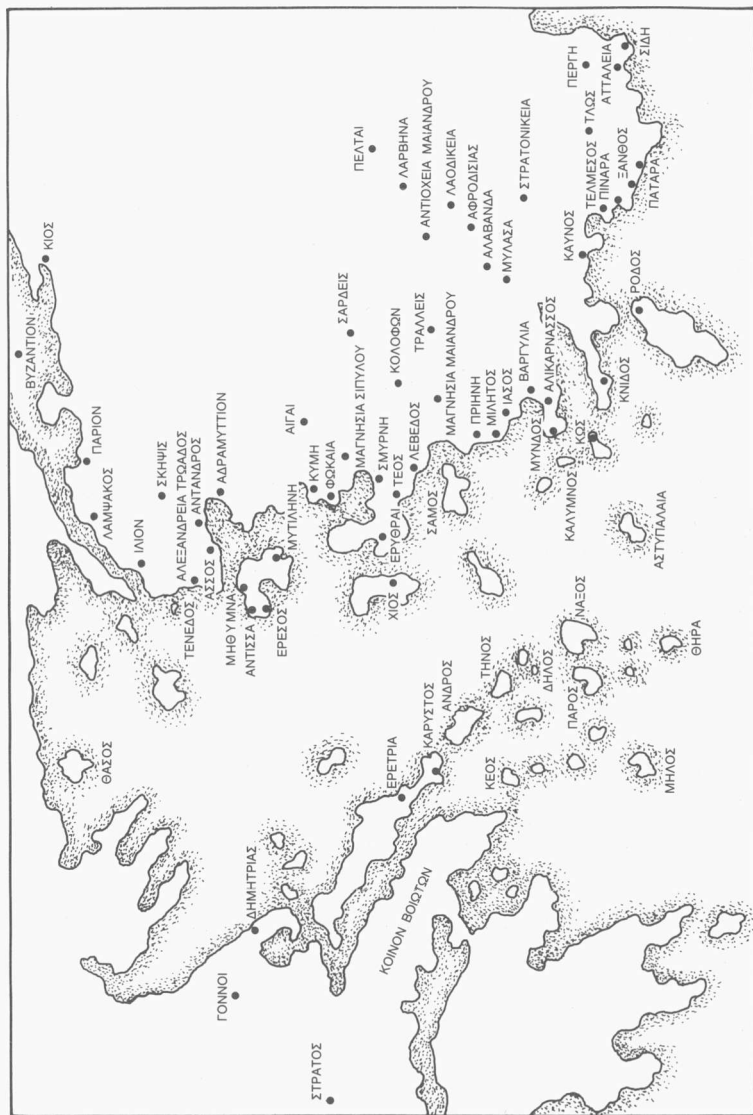 ΒΥΖΑΝΤΙΟΝ
ΚΙΟΣ
ΠΑΡΙΟΝ
ΛΑΜΨΑΚΟΣ
ΘΑΣΟΣ
ΙΛΙΟΝ
ΣΚΗΨΙΣ
ΤΕΝΕΔΟΣ
ΑΛΕΞΑΝΔΡΕΙΑ ΤΡΩΑΔΟΣ
ΑΝΤΑΝΔΡΟΣ
ΑΣΣΟΣ
ΑΔΡΑΜΥΤΤΙΟΝ
ΜΗΘΥΜΝΑ
ΑΝΤΙΣΣΑ
ΕΡΕΣΟΣ
ΜΥΤΙΛΗΝΗ
ΓΟΝΝΟΙ
ΔΗΜΗΤΡΙΑΣ
ΑΙΓΑΙ
ΚΥΜΗ
ΦΩΚΑΙΑ
ΜΑΓΝΗΣΙΑ ΣΙΠΥΛΟΥ
ΣΑΡΔΕΙΣ
ΠΕΛΤΑΙ
ΣΤΡΑΤΟΣ
ΣΜΥΡΝΗ
ΕΡΥΘΡΑΙ
ΤΕΟΣ
ΚΟΛΟΦΩΝ
ΛΕΒΕΔΟΣ
ΛΑΡΒΗΝΑ
ΧΙΟΣ
ΕΡΕΤΡΙΑ
ΚΟΙΝΟΝ ΒΟΙΩΤΩΝ
ΚΑΡΥΣΤΟΣ
ΑΝΔΡΟΣ
ΣΑΜΟΣ
ΤΡΑΛΛΕΙΣ
ΑΝΤΙΟΧΕΙΑ ΜΑΙΑΝΔΡΟΥ
ΜΑΓΝΗΣΙΑ ΜΑΙΑΝΔΡΟΥ
ΛΑΟΔΙΚΕΙΑ
ΑΦΡΟΔΙΣΙΑΣ
ΑΛΑΒΑΝΔΑ
ΠΡΙΗΝΗ
ΜΙΛΗΤΟΣ
ΙΑΣΟΣ
ΜΥΛΑΣΑ
ΣΤΡΑΤΟΝΙΚΕΙΑ
ΤΗΝΟΣ
ΚΕΟΣ
ΔΗΛΟΣ
ΒΑΡΓΥΛΙΑ
ΜΥΝΔΟΣ
ΑΛΙΚΑΡΝΑΣΣΟΣ
ΚΑΛΥΜΝΟΣ
ΚΩΣ
ΠΑΡΟΣ
ΝΑΞΟΣ
ΚΑΥΝΟΣ
ΚΝΙΔΟΣ
ΤΕΛΜΕΣΟΣ
ΤΛΩΣ
ΠΕΡΓΗ
ΠΙΝΑΡΑ
ΞΑΝΘΟΣ
ΑΤΤΑΛΕΙΑ
ΣΙΔΗ
ΠΑΤΑΡΑ
ΡΟΔΟΣ
ΑΣΤΥΠΑΛΑΙΑ
ΜΗΛΟΣ
ΘΗΡΑ